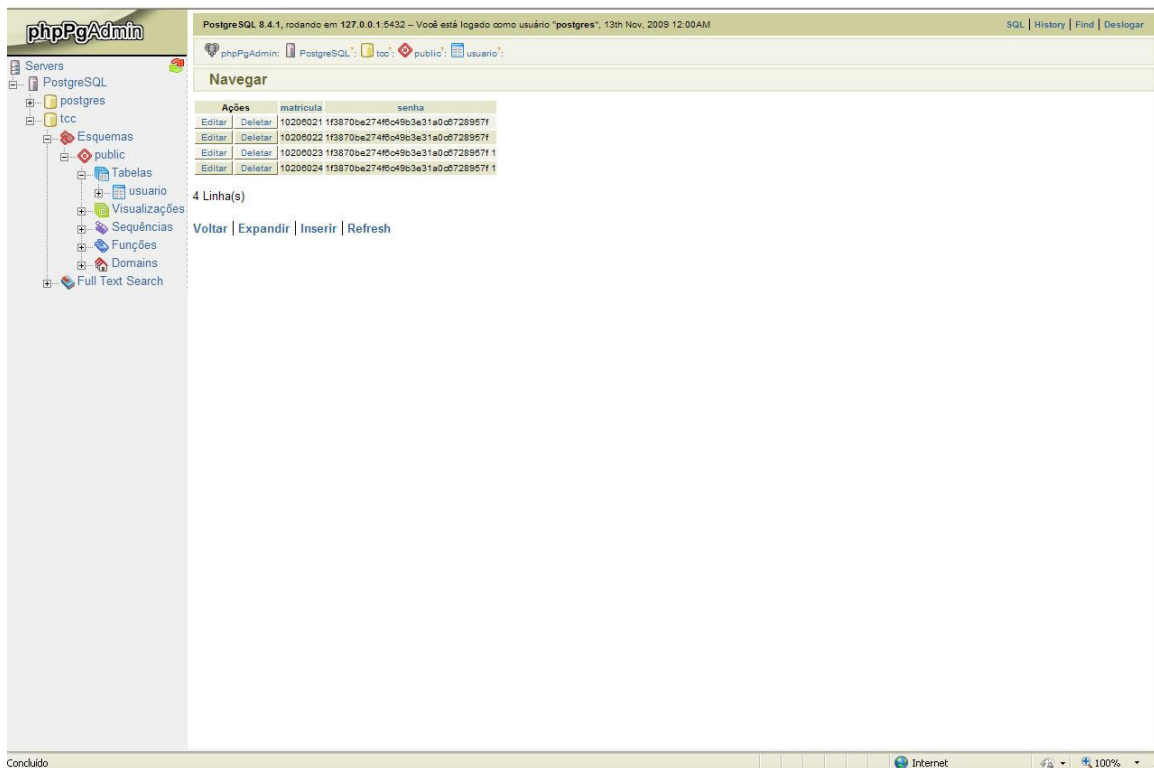 phpPgAdmin
Servers
PostgreSQL
postgres
tcc
Esquemas
public
Tabelas
usuario
Visualizações
Sequências
Funções
Domains
Full Text Search
PostgreSQL 8.4.1, rodando em 127.0.0.1:5432 -- Você está logado como usuário "postgres", 13th Nov, 2009 12:00AM
SQL | History | Find | Deslogar
phpPgAdmin: PostgreSQL?: tcc?: public?: usuario?:
Navegar
Ações matricula senha
Editar Deletar 10206021 1f3870be274f6c49b3e31a0c6728957f
Editar Deletar 10206022 1f3870be274f6c49b3e31a0c6728957f
Editar Deletar 10206023 1f3870be274f6c49b3e31a0c6728957f 1
Editar Deletar 10206024 1f3870be274f6c49b3e31a0c6728957f 1
4 Linha(s)
Voltar | Expandir | Inserir | Refresh
Concluído Internet 100%